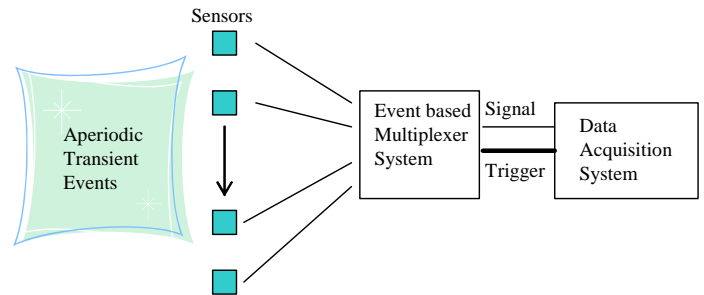 Sensors
Aperiodic
Transient
Events
Event based
Multiplexer
System
Signal
Trigger
Data
Acquisition
System